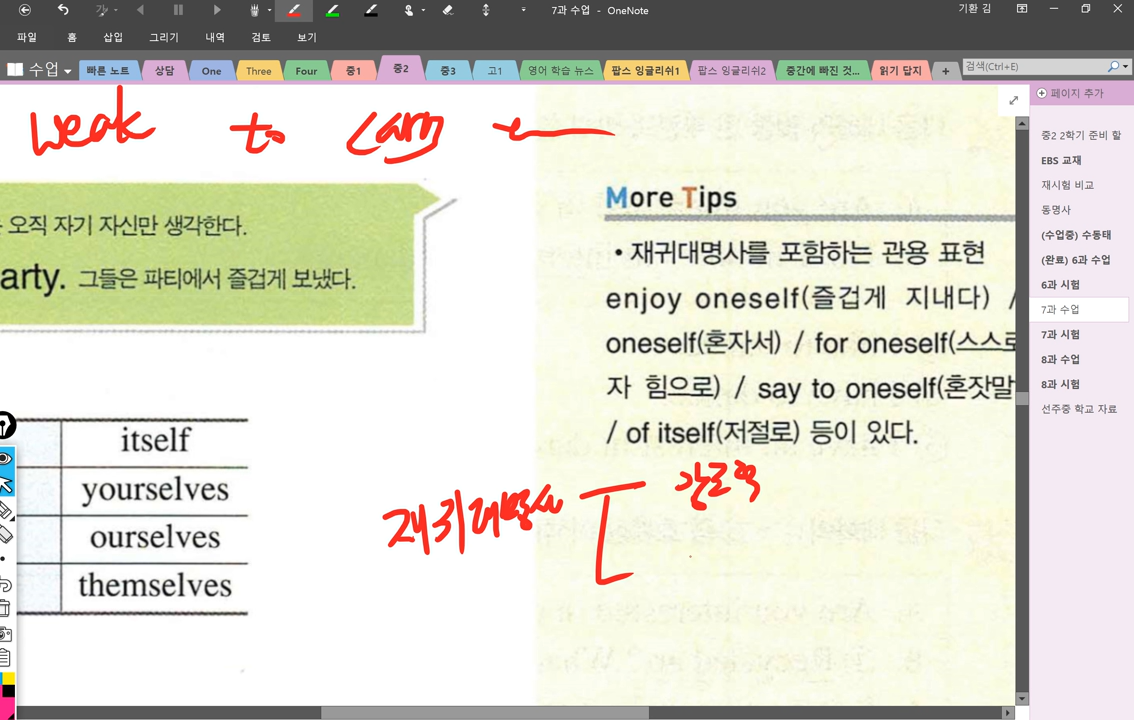 7과 수업 - OneNote
기환 김
파일 홈 삽입 그리기 내역 검토 보기
수업 빠른 노트 상담 One Three Four 중1 중2 중3 고1 영어 학습 뉴스 팝스 잉글리쉬1 팝스 잉글리쉬2 중간에 빠진 것... 읽기 답지 +
검색(Ctrl+E)
페이지 추가
중2 2학기 준비 할
EBS 교재
재시험 비교
동명사
(수업중) 수동태
(완료) 6과 수업
6과 시험
7과 수업
7과 시험
8과 수업
8과 시험
선주중 학교 자료
weak to carry
오직 자기 자신만 생각한다.
arty. 그들은 파티에서 즐겁게 보냈다.
itself
yourselves
ourselves
themselves
More Tips
• 재귀대명사를 포함하는 관용 표현
enjoy oneself(즐겁게 지내다) /
oneself(혼자서) / for oneself(스스로
자 힘으로) / say to oneself(혼잣말
/ of itself(저절로) 등이 있다.
재귀대명사